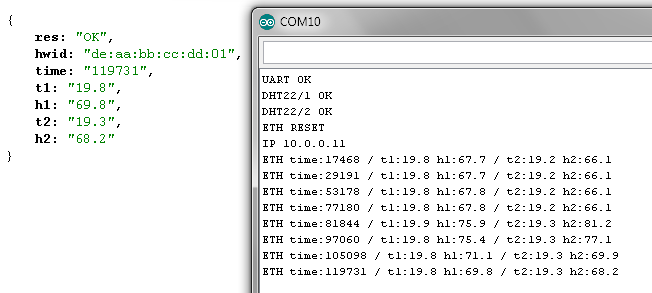 {
res: "OK",
hwid: "de:aa:bb:cc:dd:01",
time: "119731",
t1: "19.8",
h1: "69.8",
t2: "19.3",
h2: "68.2"
}
COM10
UART OK
DHT22/1 OK
DHT22/2 OK
ETH RESET
IP 10.0.0.11
ETH time:17468 / t1:19.8 h1:67.7 / t2:19.2 h2:66.1
ETH time:29191 / t1:19.8 h1:67.7 / t2:19.2 h2:66.1
ETH time:53178 / t1:19.8 h1:67.8 / t2:19.2 h2:66.1
ETH time:77180 / t1:19.8 h1:67.8 / t2:19.2 h2:66.1
ETH time:81844 / t1:19.9 h1:75.9 / t2:19.3 h2:81.2
ETH time:97060 / t1:19.8 h1:75.4 / t2:19.3 h2:77.1
ETH time:105098 / t1:19.8 h1:71.1 / t2:19.3 h2:69.9
ETH time:119731 / t1:19.8 h1:69.8 / t2:19.3 h2:68.2